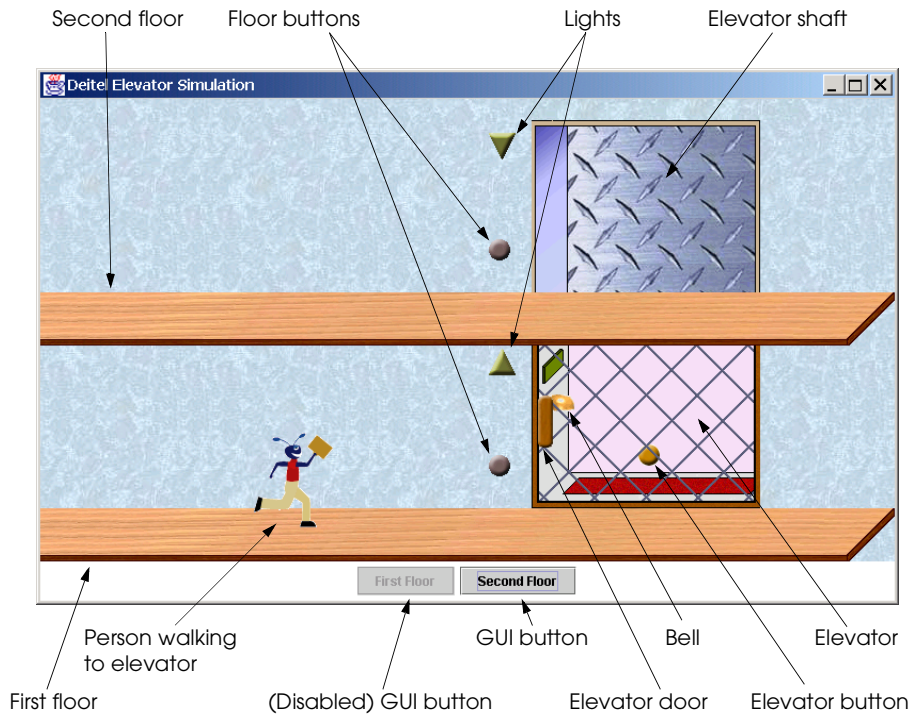 Second floor
Floor buttons
Lights
Elevator shaft
Deitel Elevator Simulation
First Floor
Second Floor
Person walking
to elevator
GUI button
Bell
Elevator
First floor
(Disabled) GUI button
Elevator door
Elevator button